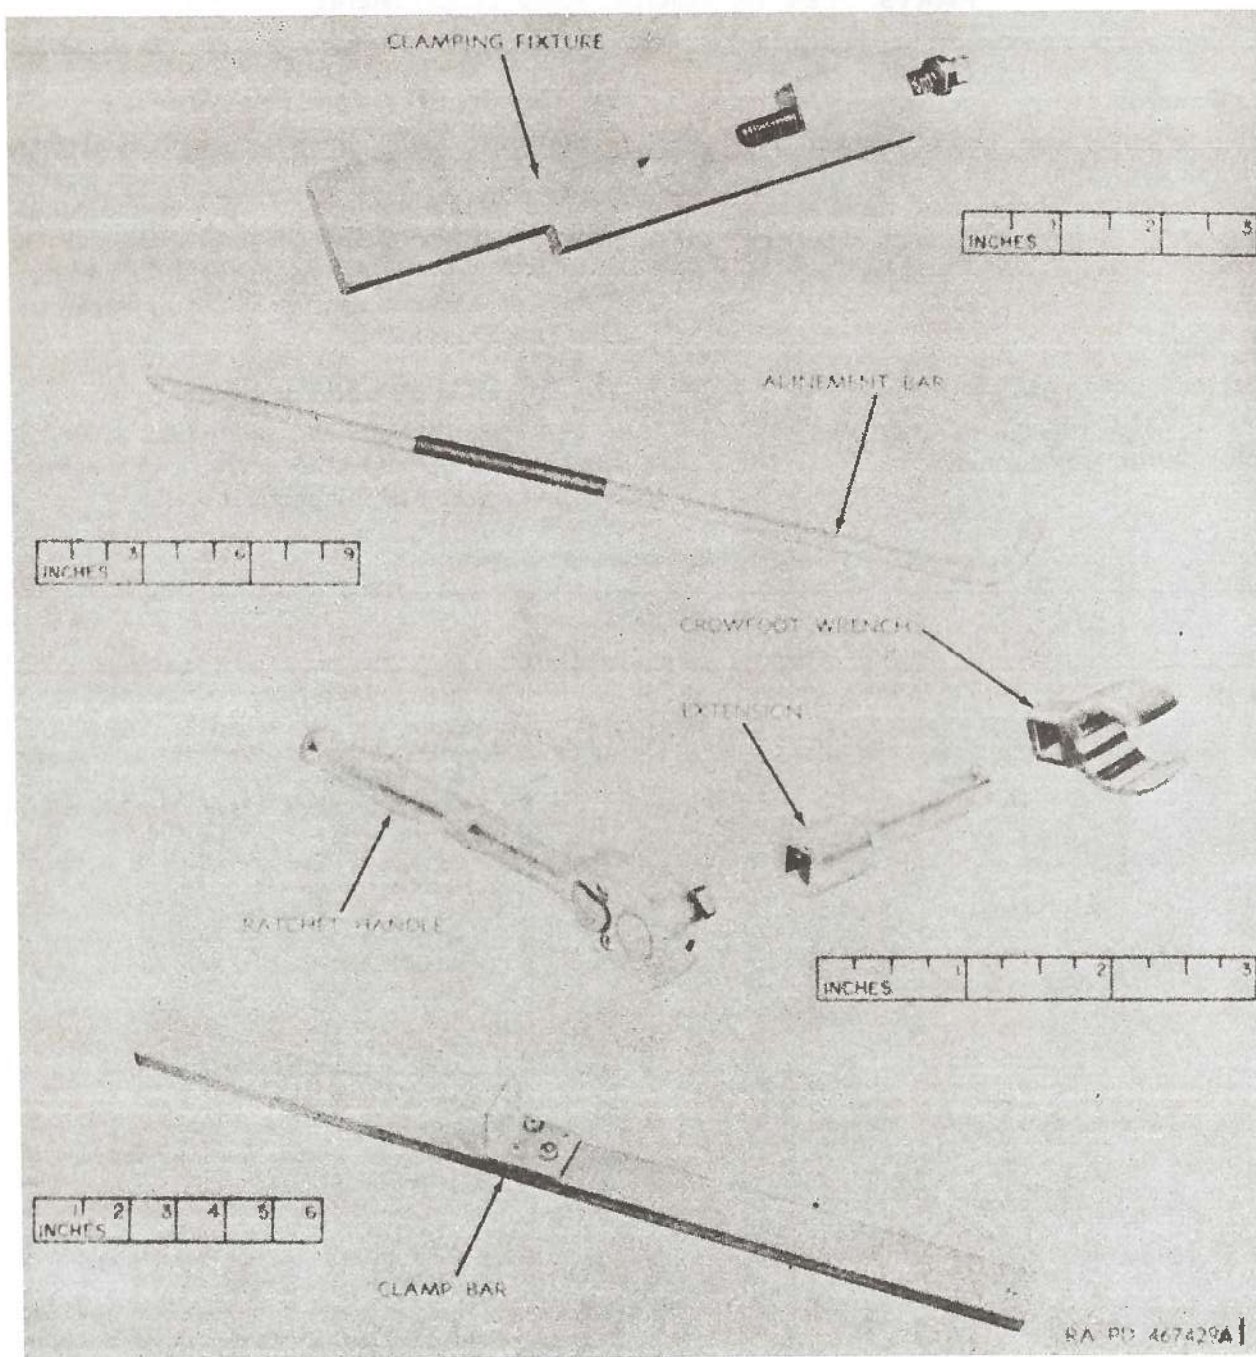 CLAMPING FIXTURE
1 2 3
INCHES
ALINEMENT BAR
3 6 9
INCHES
CROWFOOT WRENCH
EXTENSION
RATCHET HANDLE
1 2 3
INCHES
1 2 3 4 5 6
INCHES
CLAMP BAR
RA PD 467429A